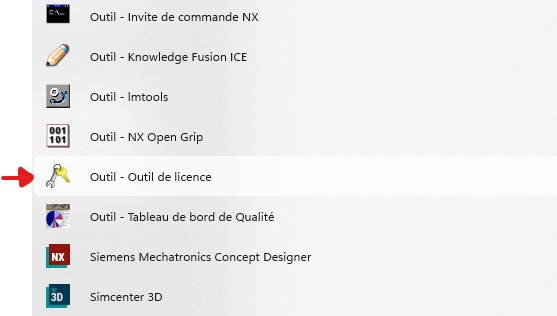 Outil - Invite de commande NX
Outil - Knowledge Fusion ICE
Outil - lmtools
001
101
Outil - NX Open Grip
Outil - Outil de licence
Outil - Tableau de bord de Qualité
NX
Siemens Mechatronics Concept Designer
3D
Simcenter 3D